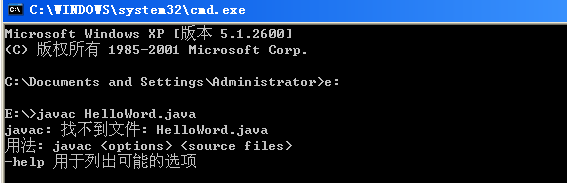 C:\WINDOWS\system32\cmd.exe
Microsoft Windows XP [版本 5.1.2600]
(C) 版权所有 1985-2001 Microsoft Corp.
C:\Documents and Settings\Administrator>e:
E:\>javac HelloWord.java
javac: 找不到文件: HelloWord.java
用法: javac <options> <source files>
-help 用于列出可能的选项